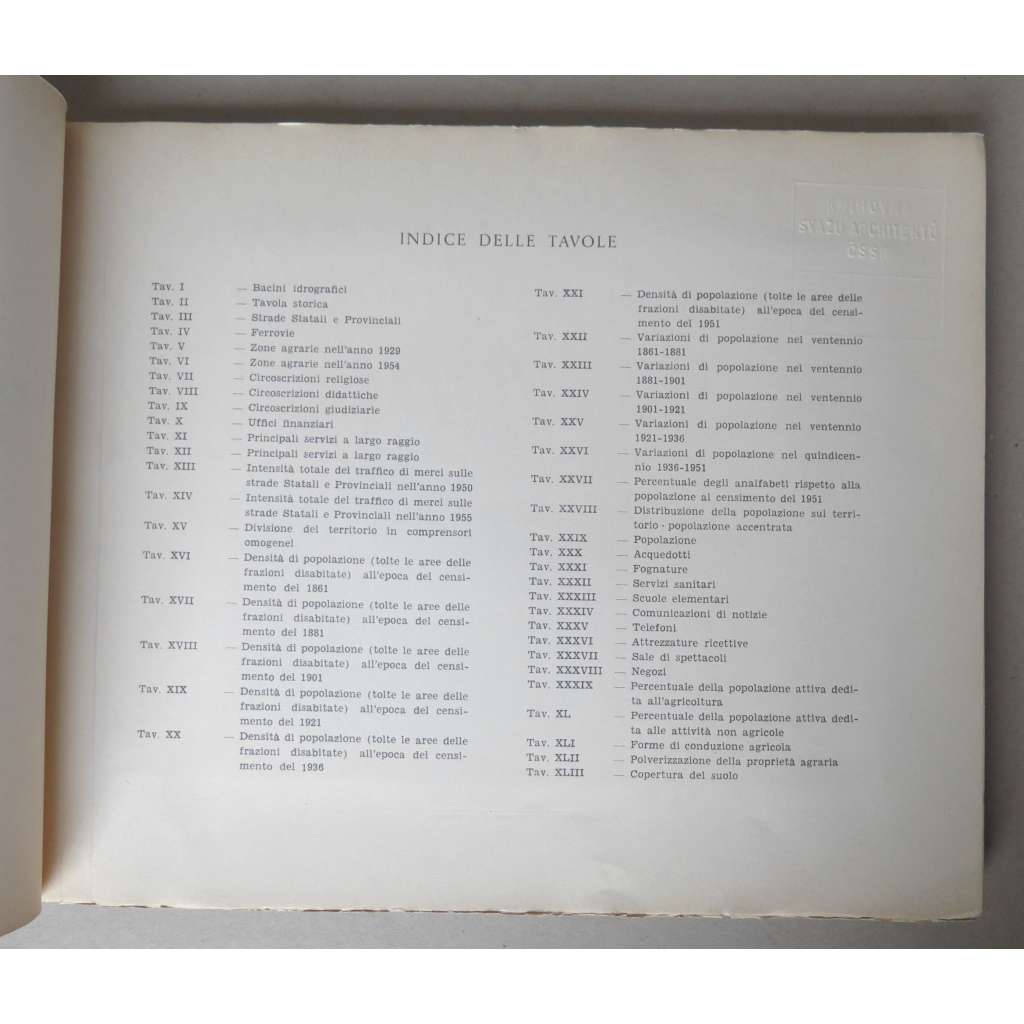 KNIHOVNA
SVAZU ARCHITEKTŮ
ČSSR
INDICE DELLE TAVOLE
Tav. I — Bacini idrografici
Tav. II — Tavola storica
Tav. III — Strade Statali e Provinciali
Tav. IV — Ferrovie
Tav. V — Zone agrarie nell'anno 1929
Tav. VI — Zone agrarie nell'anno 1954
Tav. VII — Circoscrizioni religiose
Tav. VIII — Circoscrizioni didattiche
Tav. IX — Circoscrizioni giudiziarie
Tav. X — Uffici finanziari
Tav. XI — Principali servizi a largo raggio
Tav. XII — Principali servizi a largo raggio
Tav. XIII — Intensità totale del traffico di merci sulle
strade Statali e Provinciali nell'anno 1950
Tav. XIV — Intensità totale del traffico di merci sulle
strade Statali e Provinciali nell'anno 1955
Tav. XV — Divisione del territorio in comprensori
omogenei
Tav. XVI — Densità di popolazione (tolte le aree delle
frazioni disabitate) all'epoca del censi-
mento del 1861
Tav. XVII — Densità di popolazione (tolte le aree delle
frazioni disabitate) all'epoca del censi-
mento del 1881
Tav. XVIII — Densità di popolazione (tolte le aree delle
frazioni disabitate) all'epoca del censi-
mento del 1901
Tav. XIX — Densità di popolazione (tolte le aree delle
frazioni disabitate) all'epoca del censi-
mento del 1921
Tav. XX — Densità di popolazione (tolte le aree delle
frazioni disabitate) all'epoca del censi-
mento del 1936
Tav. XXI — Densità di popolazione (tolte le aree delle
frazioni disabitate) all'epoca del censi-
mento del 1951
Tav. XXII — Variazioni di popolazione nel ventennio
1861-1881
Tav. XXIII — Variazioni di popolazione nel ventennio
1881-1901
Tav. XXIV — Variazioni di popolazione nel ventennio
1901-1921
Tav. XXV — Variazioni di popolazione nel ventennio
1921-1936
Tav. XXVI — Variazioni di popolazione nel quindicen-
nio 1936-1951
Tav. XXVII — Percentuale degli analfabeti rispetto alla
popolazione al censimento del 1951
Tav. XXVIII — Distribuzione della popolazione sul terri-
torio - popolazione accentrata
Tav. XXIX — Popolazione
Tav. XXX — Acquedotti
Tav. XXXI — Fognature
Tav. XXXII — Servizi sanitari
Tav. XXXIII — Scuole elementari
Tav. XXXIV — Comunicazioni di notizie
Tav. XXXV — Telefoni
Tav. XXXVI — Attrezzature ricettive
Tav. XXXVII — Sale di spettacoli
Tav. XXXVIII — Negozi
Tav. XXXIX — Percentuale della popolazione attiva dedi-
ta all'agricoltura
Tav. XL — Percentuale della popolazione attiva dedi-
ta alle attività non agricole
Tav. XLI — Forme di conduzione agricola
Tav. XLII — Polverizzazione della proprietà agraria
Tav. XLIII — Copertura del suolo